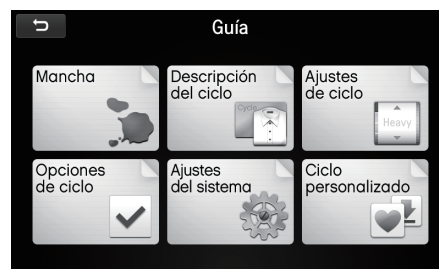 Guía
Mancha
Descripción
del ciclo
Cycle
Ajustes
de ciclo
Heavy
Opciones
de ciclo
Ajustes
del sistema
Ciclo
personalizado